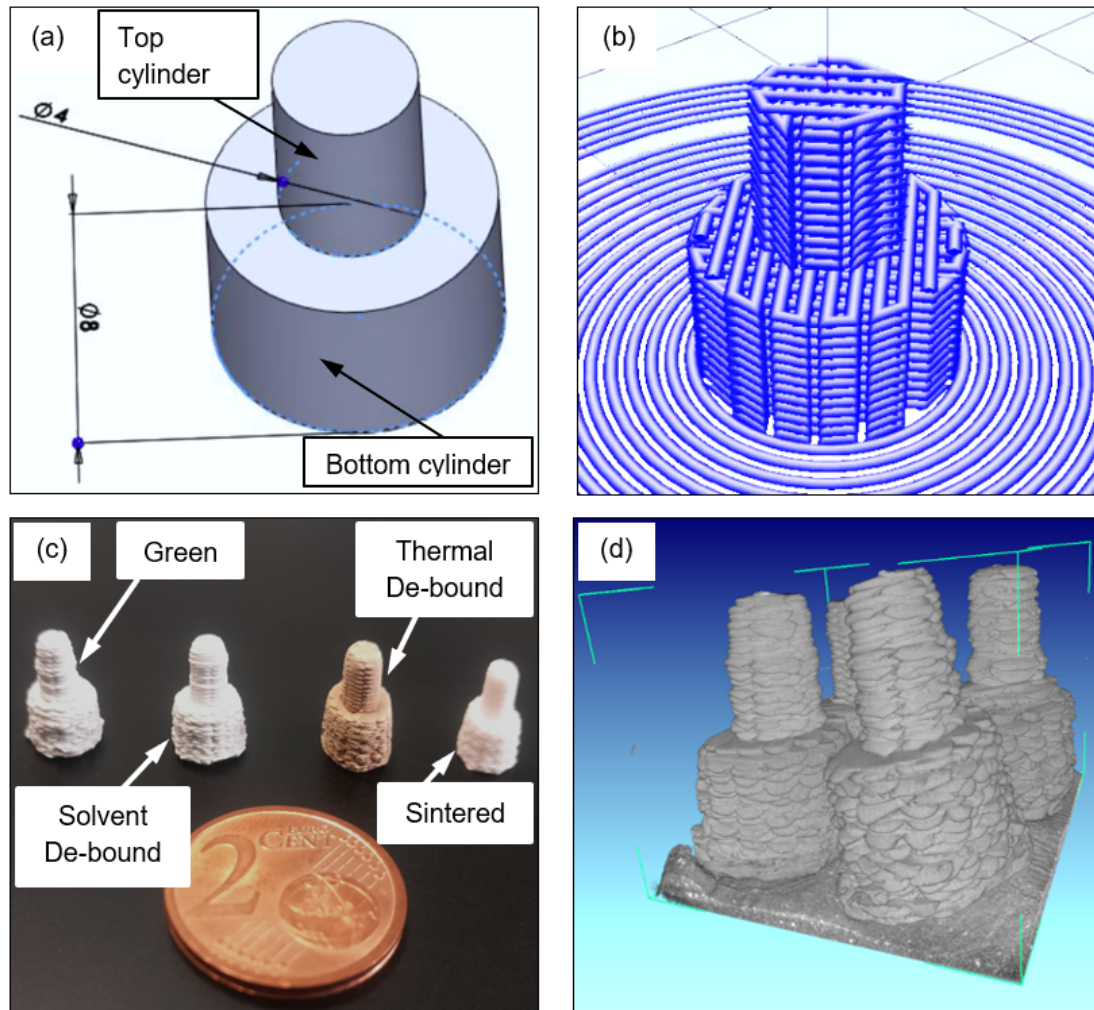 (a)
Top
cylinder
Ø4
Ø8
Bottom cylinder
(b)
(c)
Green
Thermal
De-bound
Solvent
De-bound
Sintered
2
EURO
CENT
(d)